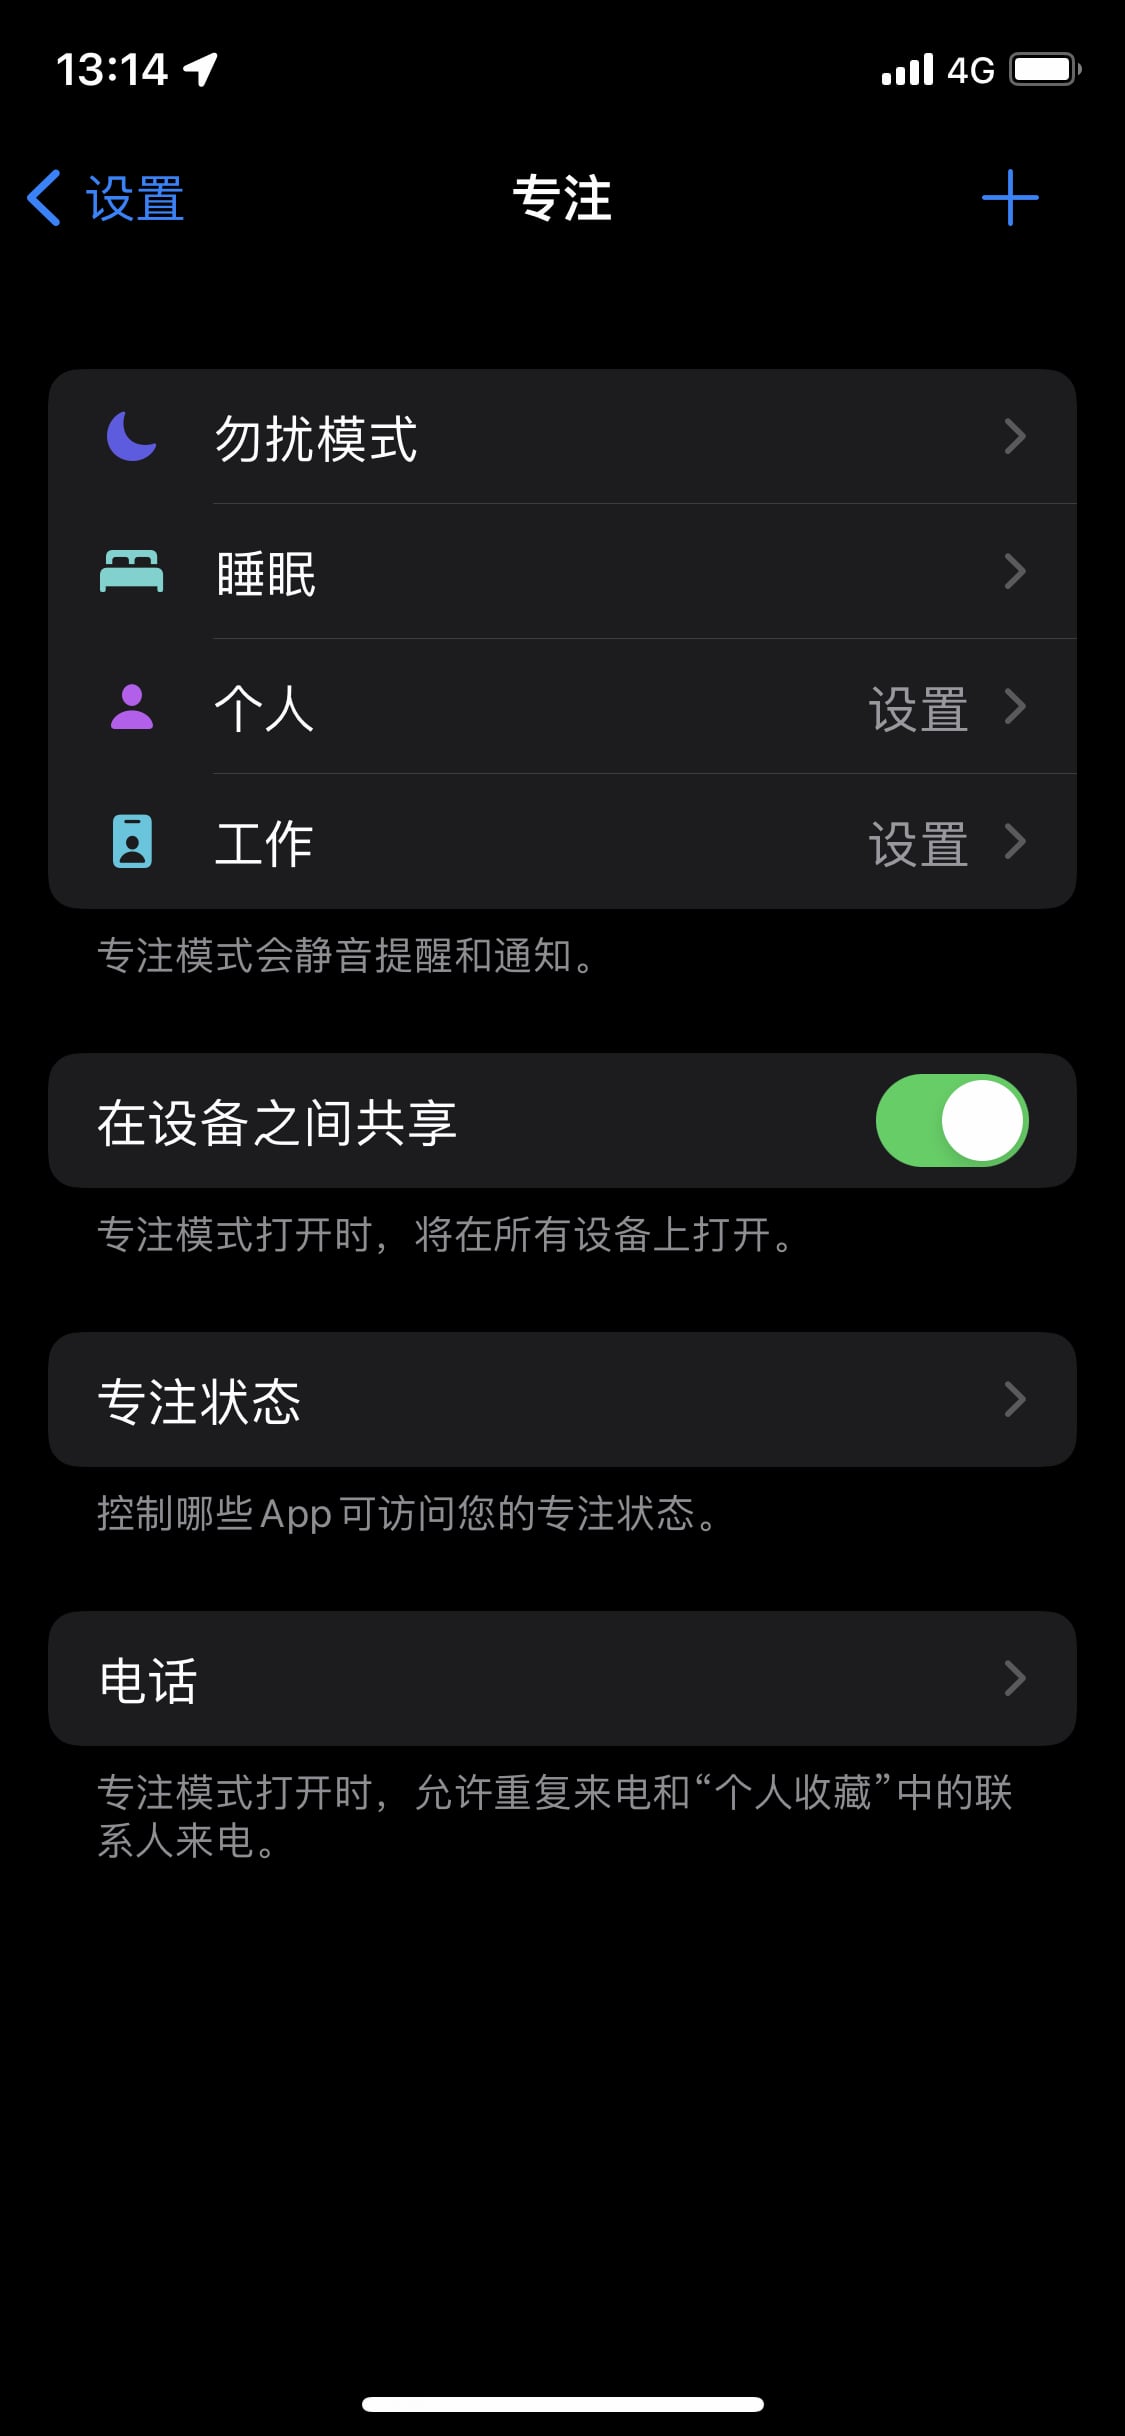 13:14
4G
设置
专注
勿扰模式
睡眠
个人 设置
工作 设置
专注模式会静音提醒和通知。
在设备之间共享
专注模式打开时，将在所有设备上打开。
专注状态
控制哪些 App 可访问您的专注状态。
电话
专注模式打开时，允许重复来电和“个人收藏”中的联
系人来电。